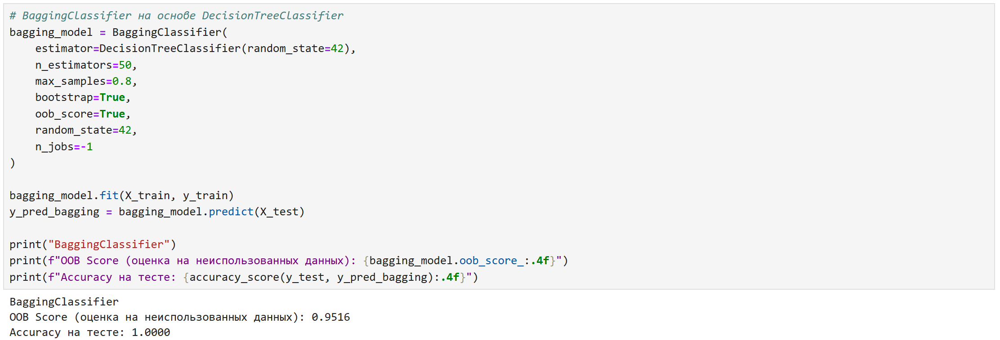 # BaggingClassifier на основе DecisionTreeClassifier
bagging_model = BaggingClassifier(
    estimator=DecisionTreeClassifier(random_state=42),
    n_estimators=50,
    max_samples=0.8,
    bootstrap=True,
    oob_score=True,
    random_state=42,
    n_jobs=-1
)
bagging_model.fit(X_train, y_train)
y_pred_bagging = bagging_model.predict(X_test)
print("BaggingClassifier")
print(f"OOB Score (оценка на неиспользованных данных): {bagging_model.oob_score_:.4f}")
print(f"Accuracy на тесте: {accuracy_score(y_test, y_pred_bagging):.4f}")
BaggingClassifier
OOB Score (оценка на неиспользованных данных): 0.9516
Accuracy на тесте: 1.0000